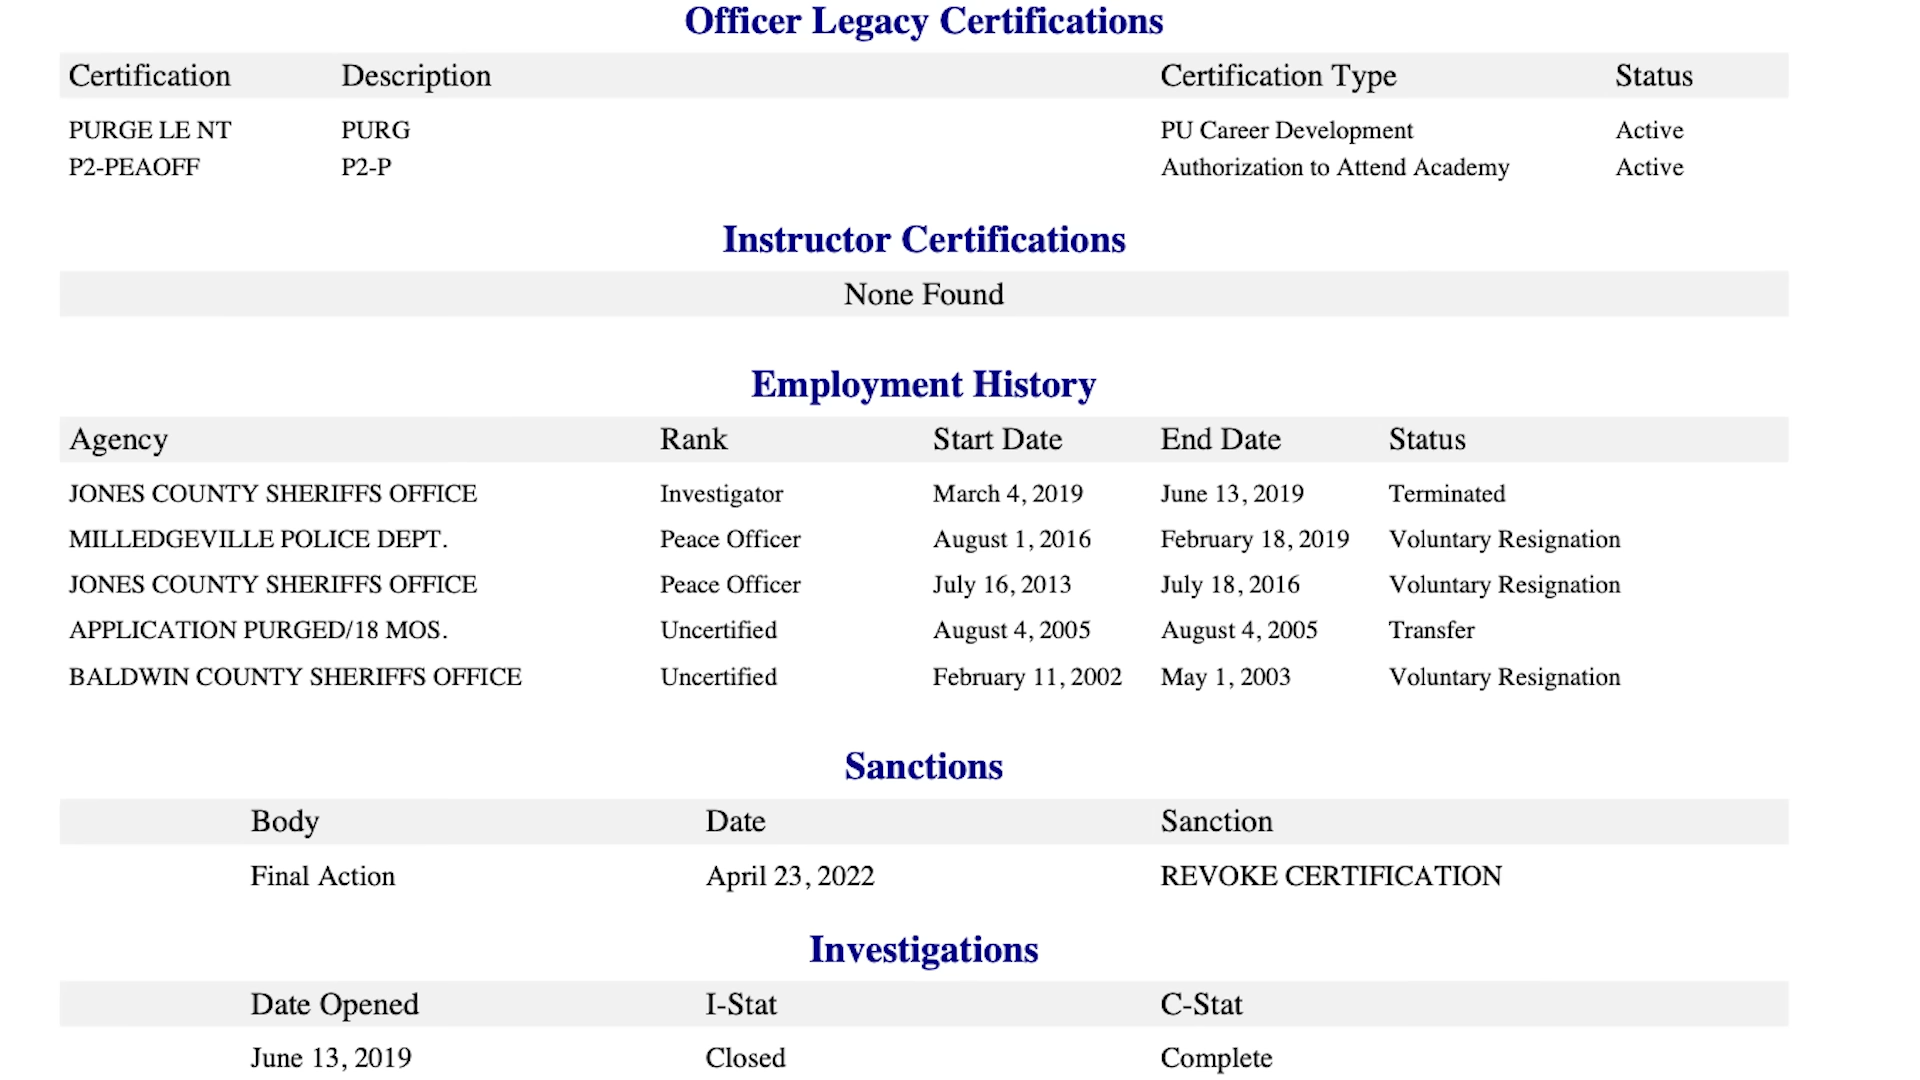 Officer Legacy Certifications
Certification Description Certification Type Status
PURGE LE NT PURG PU Career Development Active
P2-PEAOFF P2-P Authorization to Attend Academy Active
Instructor Certifications
None Found
Employment History
Agency Rank Start Date End Date Status
JONES COUNTY SHERIFFS OFFICE Investigator March 4, 2019 June 13, 2019 Terminated
MILLEDGEVILLE POLICE DEPT. Peace Officer August 1, 2016 February 18, 2019 Voluntary Resignation
JONES COUNTY SHERIFFS OFFICE Peace Officer July 16, 2013 July 18, 2016 Voluntary Resignation
APPLICATION PURGED/18 MOS. Uncertified August 4, 2005 August 4, 2005 Transfer
BALDWIN COUNTY SHERIFFS OFFICE Uncertified February 11, 2002 May 1, 2003 Voluntary Resignation
Sanctions
Body Date Sanction
Final Action April 23, 2022 REVOKE CERTIFICATION
Investigations
Date Opened I-Stat C-Stat
June 13, 2019 Closed Complete